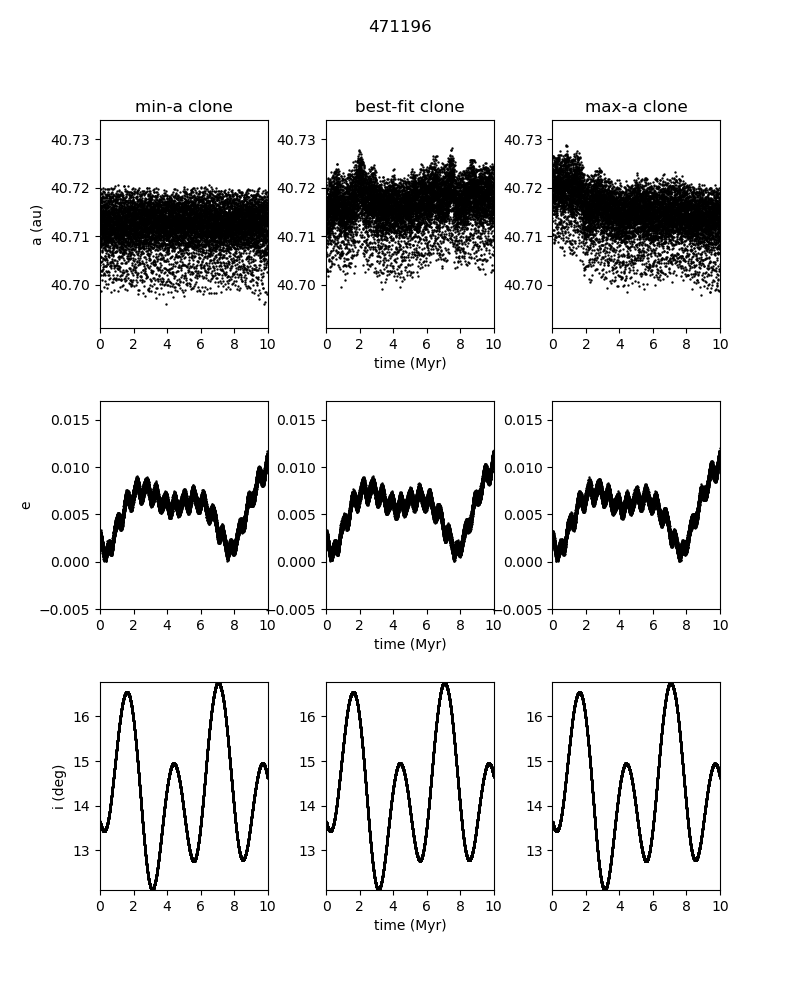 471196
min-a clone best-fit clone max-a clone
40.73 40.73 40.73
40.72 40.72 40.72
a (au)
40.71 40.71 40.71
40.70 40.70 40.70
0 2 4 6 8 10 0 2 4 6 8 10 0 2 4 6 8 10
time (Myr)
0.015 0.015 0.015
0.010 0.010 0.010
e
0.005 0.005 0.005
0.000 0.000 0.000
−0.005 −0.005 −0.005
0 2 4 6 8 10 0 2 4 6 8 10 0 2 4 6 8 10
time (Myr)
16 16 16
15 15 15
i (deg)
14 14 14
13 13 13
0 2 4 6 8 10 0 2 4 6 8 10 0 2 4 6 8 10
time (Myr)